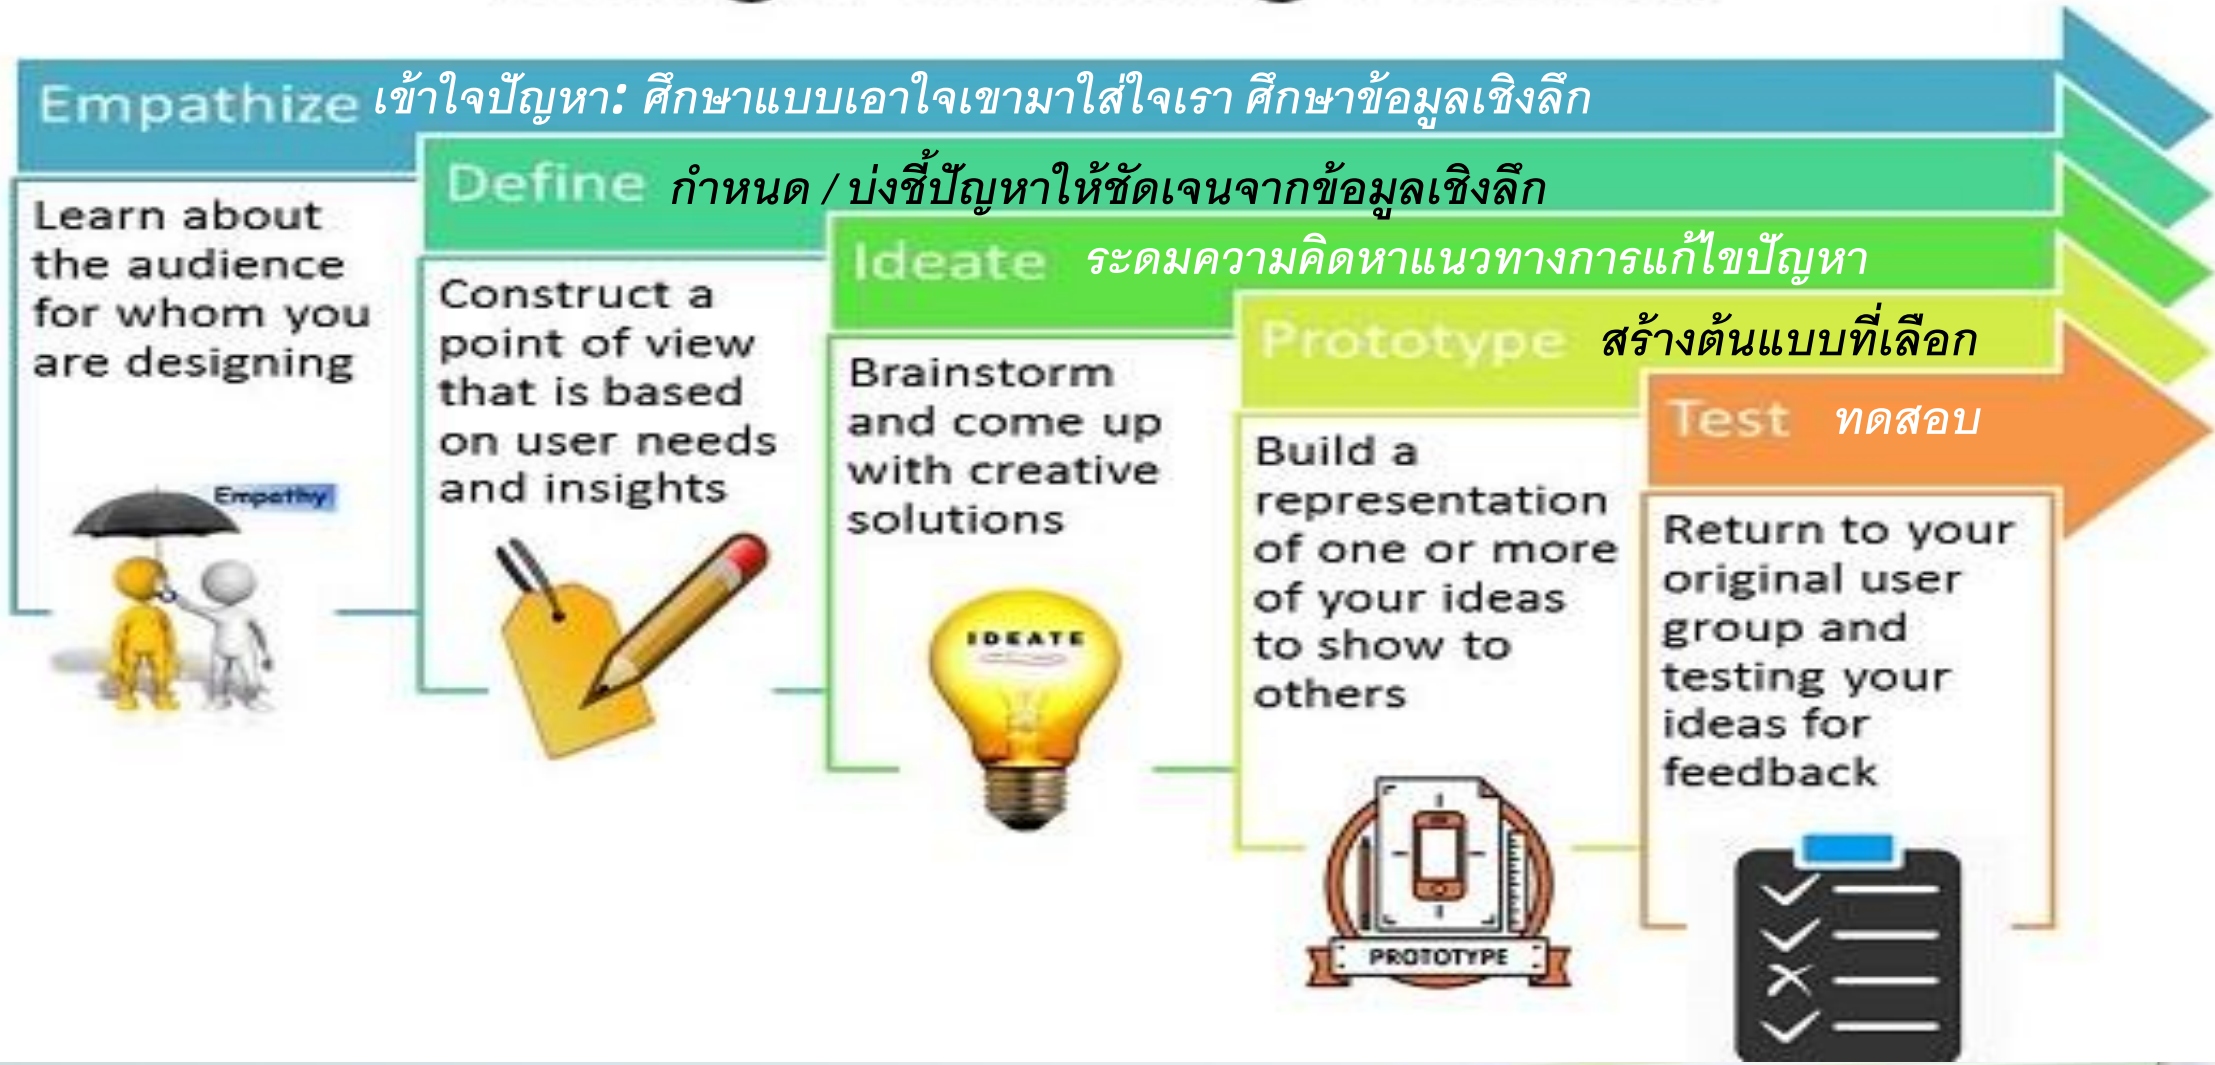 Empathize เข้าใจปัญหา: ศึกษาแบบเอาใจเขามาใส่ใจเรา ศึกษาข้อมูลเชิงลึก
Learn about
the audience
for whom you
are designing
Empathy
Define กำหนด / บ่งชี้ปัญหาให้ชัดเจนจากข้อมูลเชิงลึก
Construct a
point of view
that is based
on user needs
and insights
Ideate ระดมความคิดหาแนวทางการแก้ไขปัญหา
Brainstorm
and come up
with creative
solutions
IDEATE
Prototype สร้างต้นแบบที่เลือก
Build a
representation
of one or more
of your ideas
to show to
others
PROTOTYPE
Test ทดสอบ
Return to your
original user
group and
testing your
ideas for
feedback